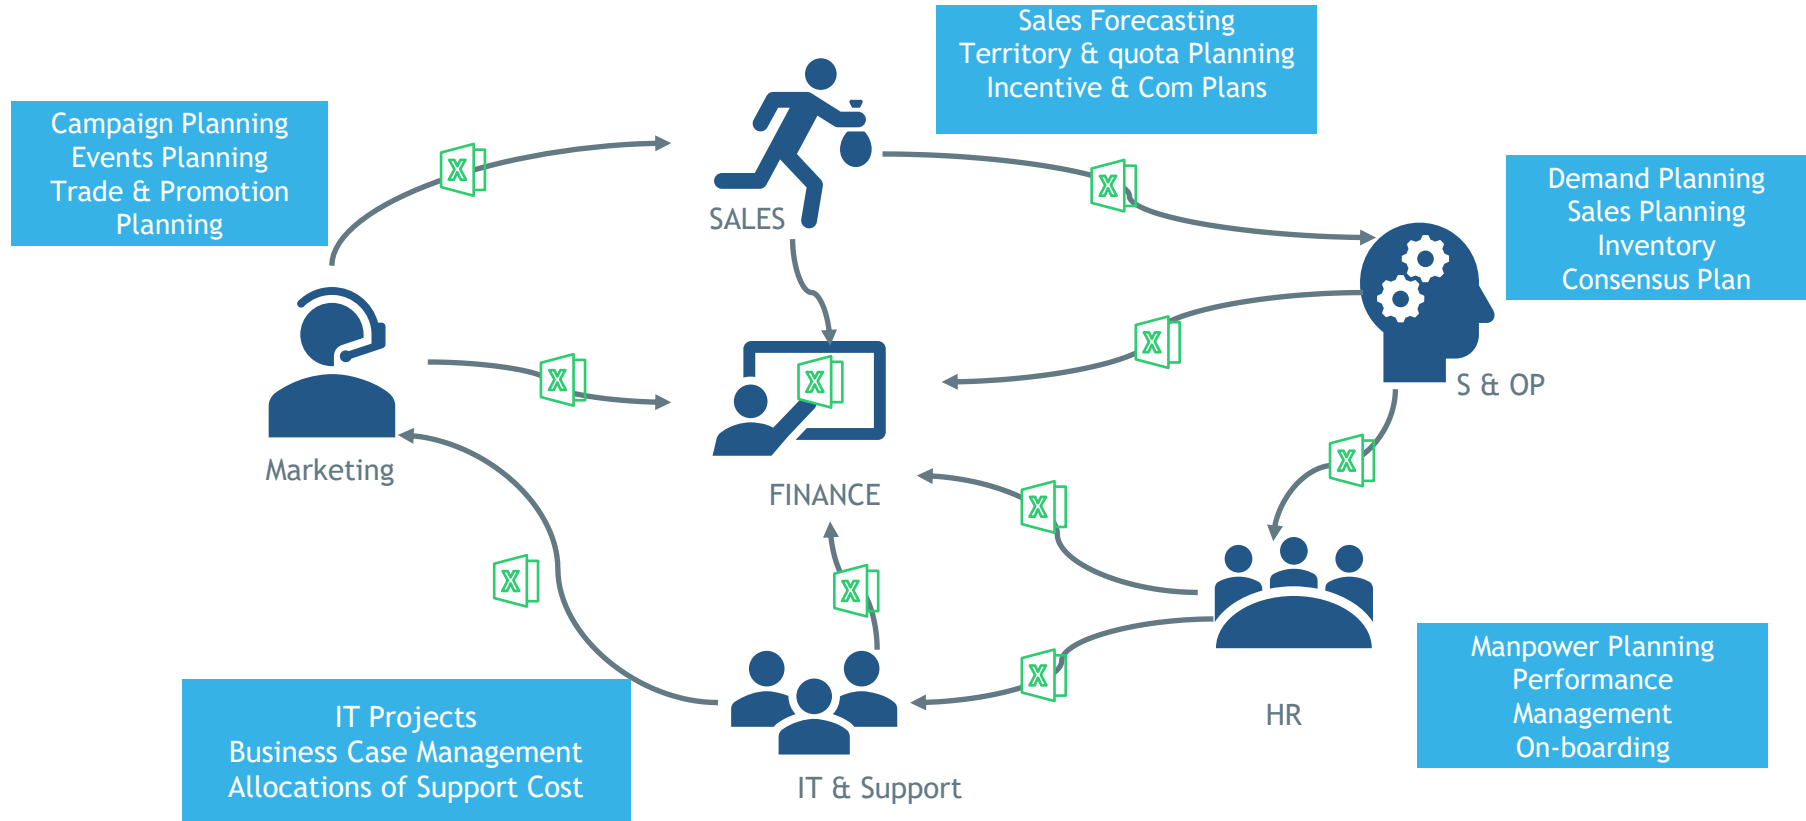 Sales Forecasting
Territory & quota Planning
Incentive & Com Plans
Campaign Planning
Events Planning
Trade & Promotion
Planning
Demand Planning
Sales Planning
Inventory
Consensus Plan
SALES
X
X
X
X
X
S & OP
Marketing
X
FINANCE
X
X
X
X
Manpower Planning
Performance
Management
On-boarding
HR
IT Projects
Business Case Management
Allocations of Support Cost
IT & Support